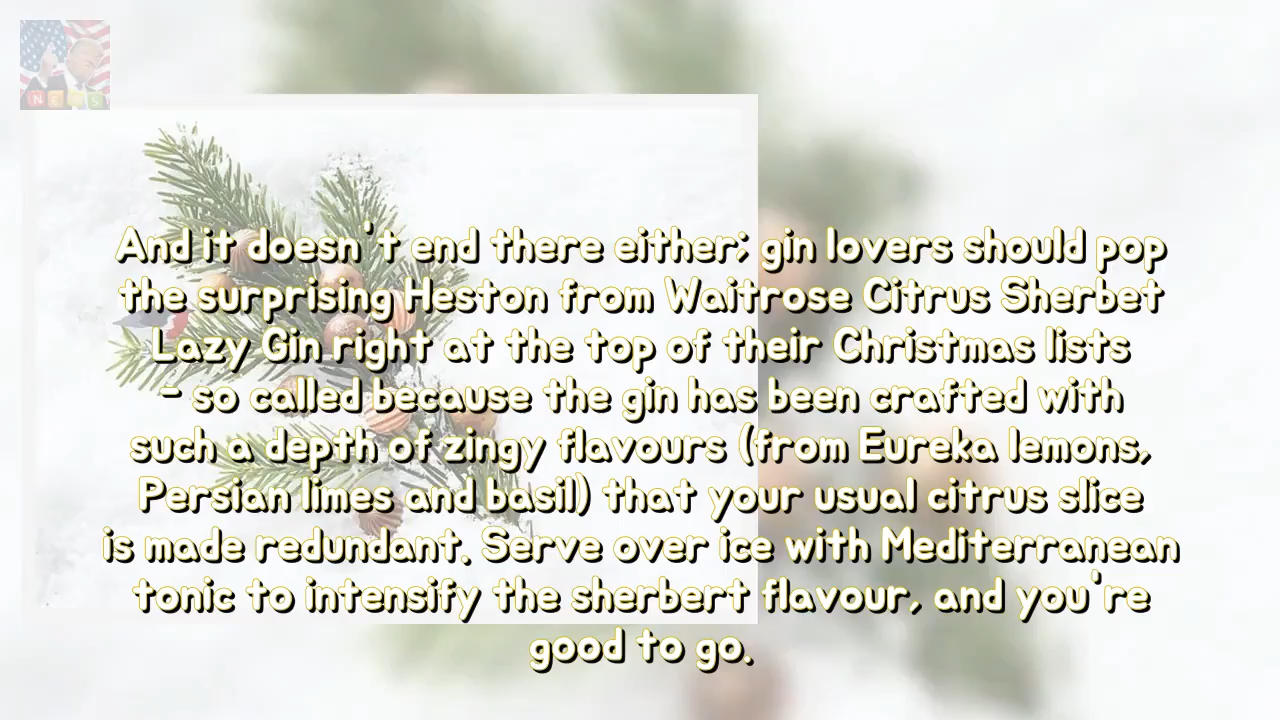 NEWS
And it doesn't end there either; gin lovers should pop
the surprising Heston from Waitrose Citrus Sherbet
Lazy Gin right at the top of their Christmas lists
- so called because the gin has been crafted with
such a depth of zingy flavours (from Eureka lemons,
Persian limes and basil) that your usual citrus slice
is made redundant. Serve over ice with Mediterranean
tonic to intensify the sherbert flavour, and you're
good to go.